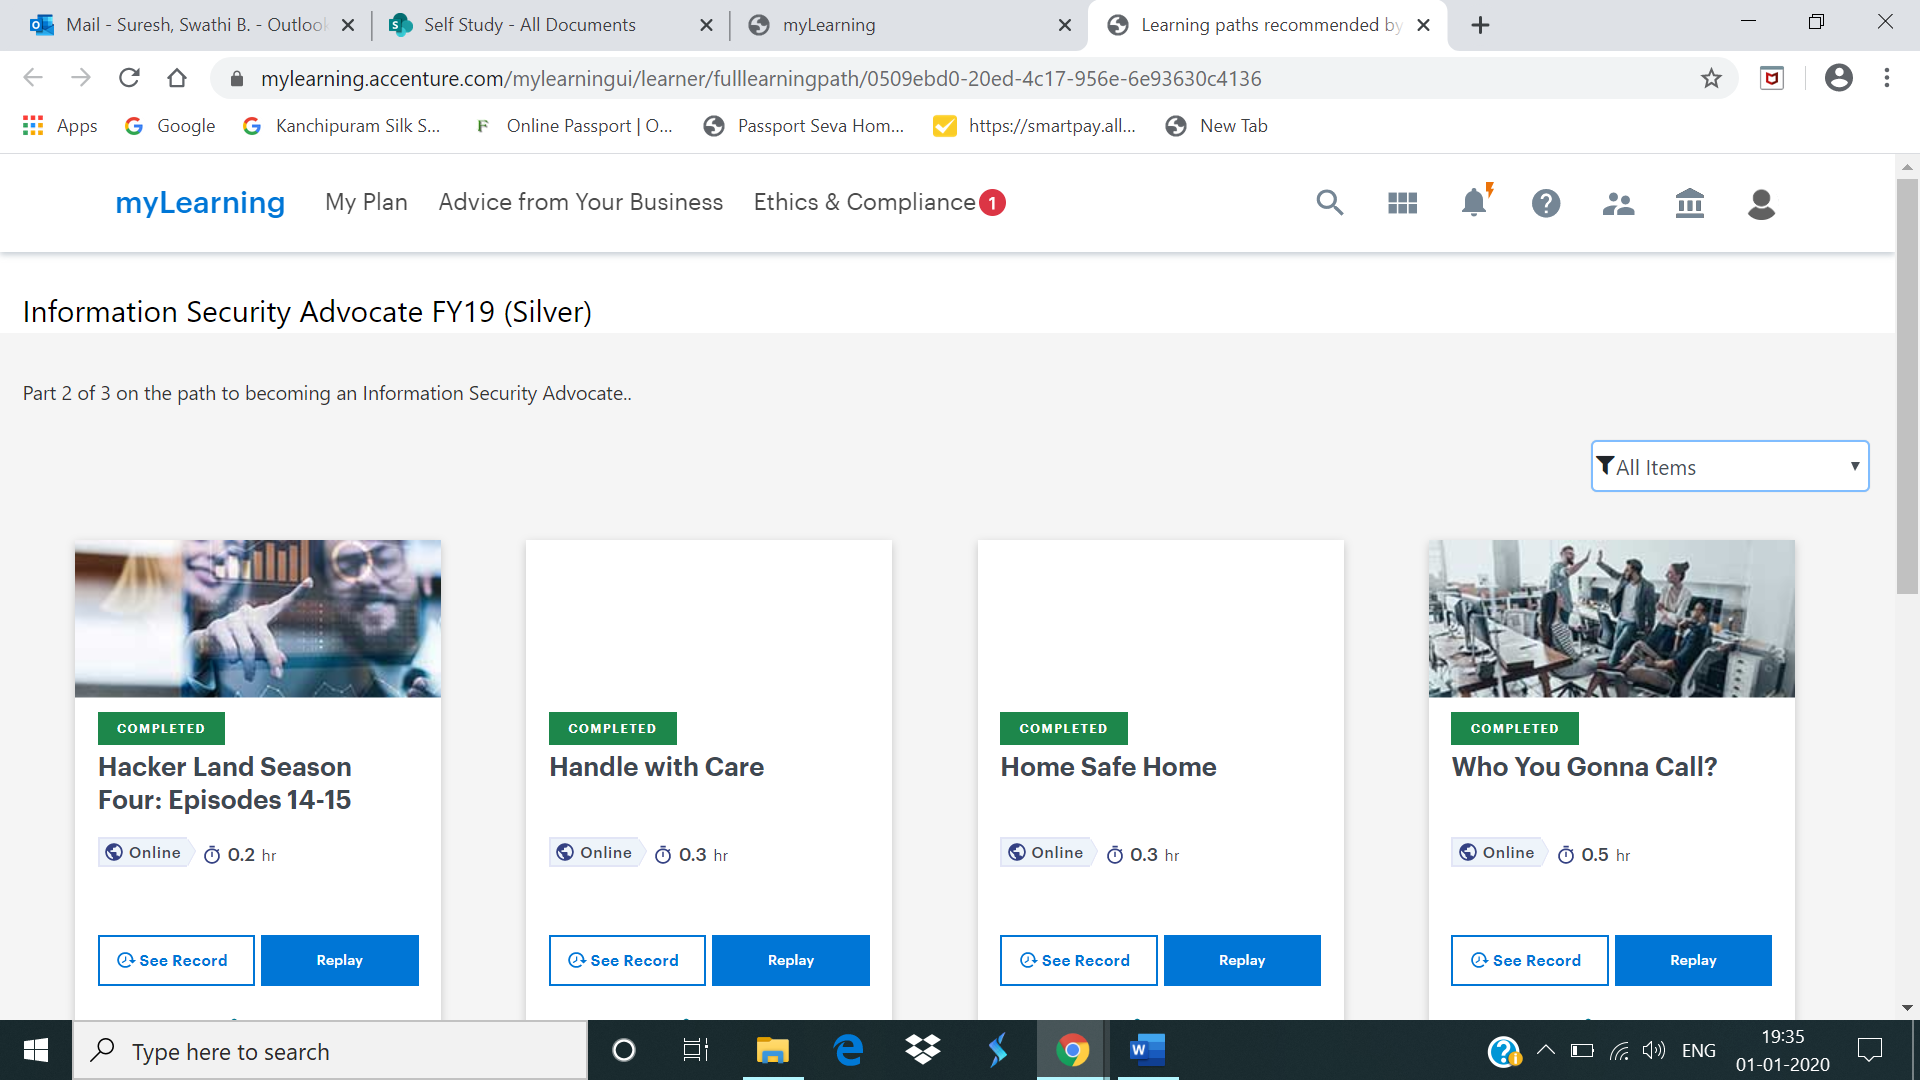 Mail - Suresh, Swathi B. - Outlook
Self Study - All Documents
myLearning
Learning paths recommended by
mylearning.accenture.com/mylearningui/learner/fulllearningpath/0509ebd0-20ed-4c17-956e-6e93630c4136
Apps
Google
Kanchipuram Silk S...
Online Passport | O...
Passport Seva Hom...
https://smartpay.all...
New Tab
myLearning
My Plan
Advice from Your Business
Ethics & Compliance 1
Information Security Advocate FY19 (Silver)
Part 2 of 3 on the path to becoming an Information Security Advocate..
All Items
COMPLETED
Hacker Land Season
Four: Episodes 14-15
Online 0.2 hr
See Record Replay
COMPLETED
Handle with Care
Online 0.3 hr
See Record Replay
COMPLETED
Home Safe Home
Online 0.3 hr
See Record Replay
COMPLETED
Who You Gonna Call?
Online 0.5 hr
See Record Replay
Type here to search
ENG
19:35
01-01-2020